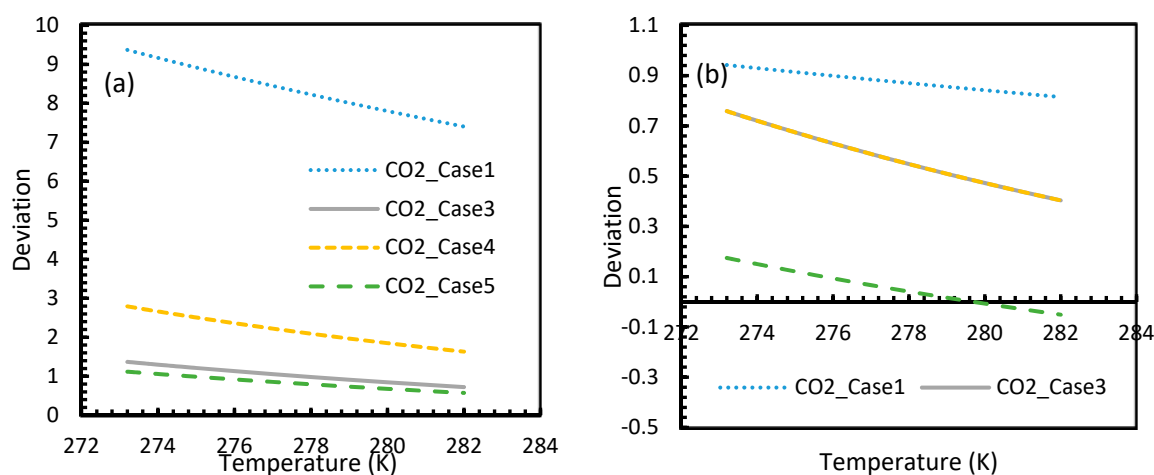 10
9
8
7
6
5
4
3
2
1
0
Deviation
(a)
CO2_Case1
CO2_Case3
CO2_Case4
CO2_Case5
272 274 276 278 280 282 284
Temperature (K)
1.1
0.9
0.7
0.5
0.3
0.1
-0.1
-0.3
-0.5
Deviation
(b)
272 274 276 278 280 282 284
CO2_Case1 CO2_Case3
Temperature (K)